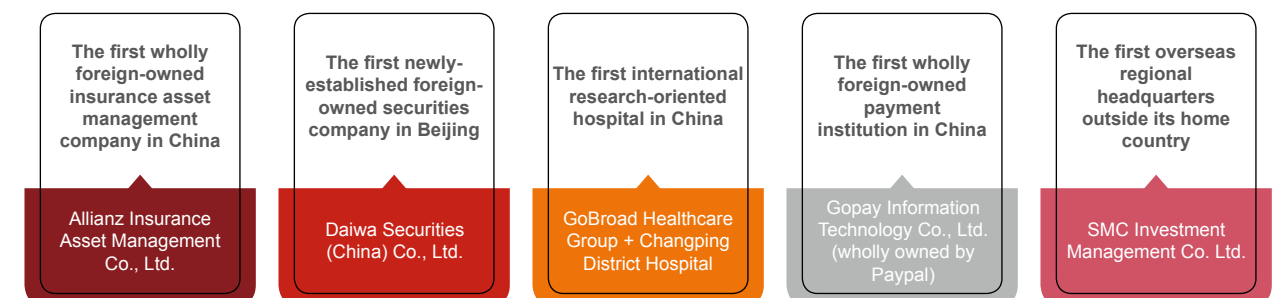 The first wholly
foreign-owned
insurance asset
management
company in China
Allianz Insurance
Asset Management
Co., Ltd.
The first newly-
established foreign-
owned securities
company in Beijing
Daiwa Securities
(China) Co., Ltd.
The first international
research-oriented
hospital in China
GoBroad Healthcare
Group + Changping
District Hospital
The first wholly
foreign-owned
payment
institution in China
Gopay Information
Technology Co., Ltd.
(wholly owned by
Paypal)
The first overseas
regional
headquarters
outside its home
country
SMC Investment
Management Co. Ltd.